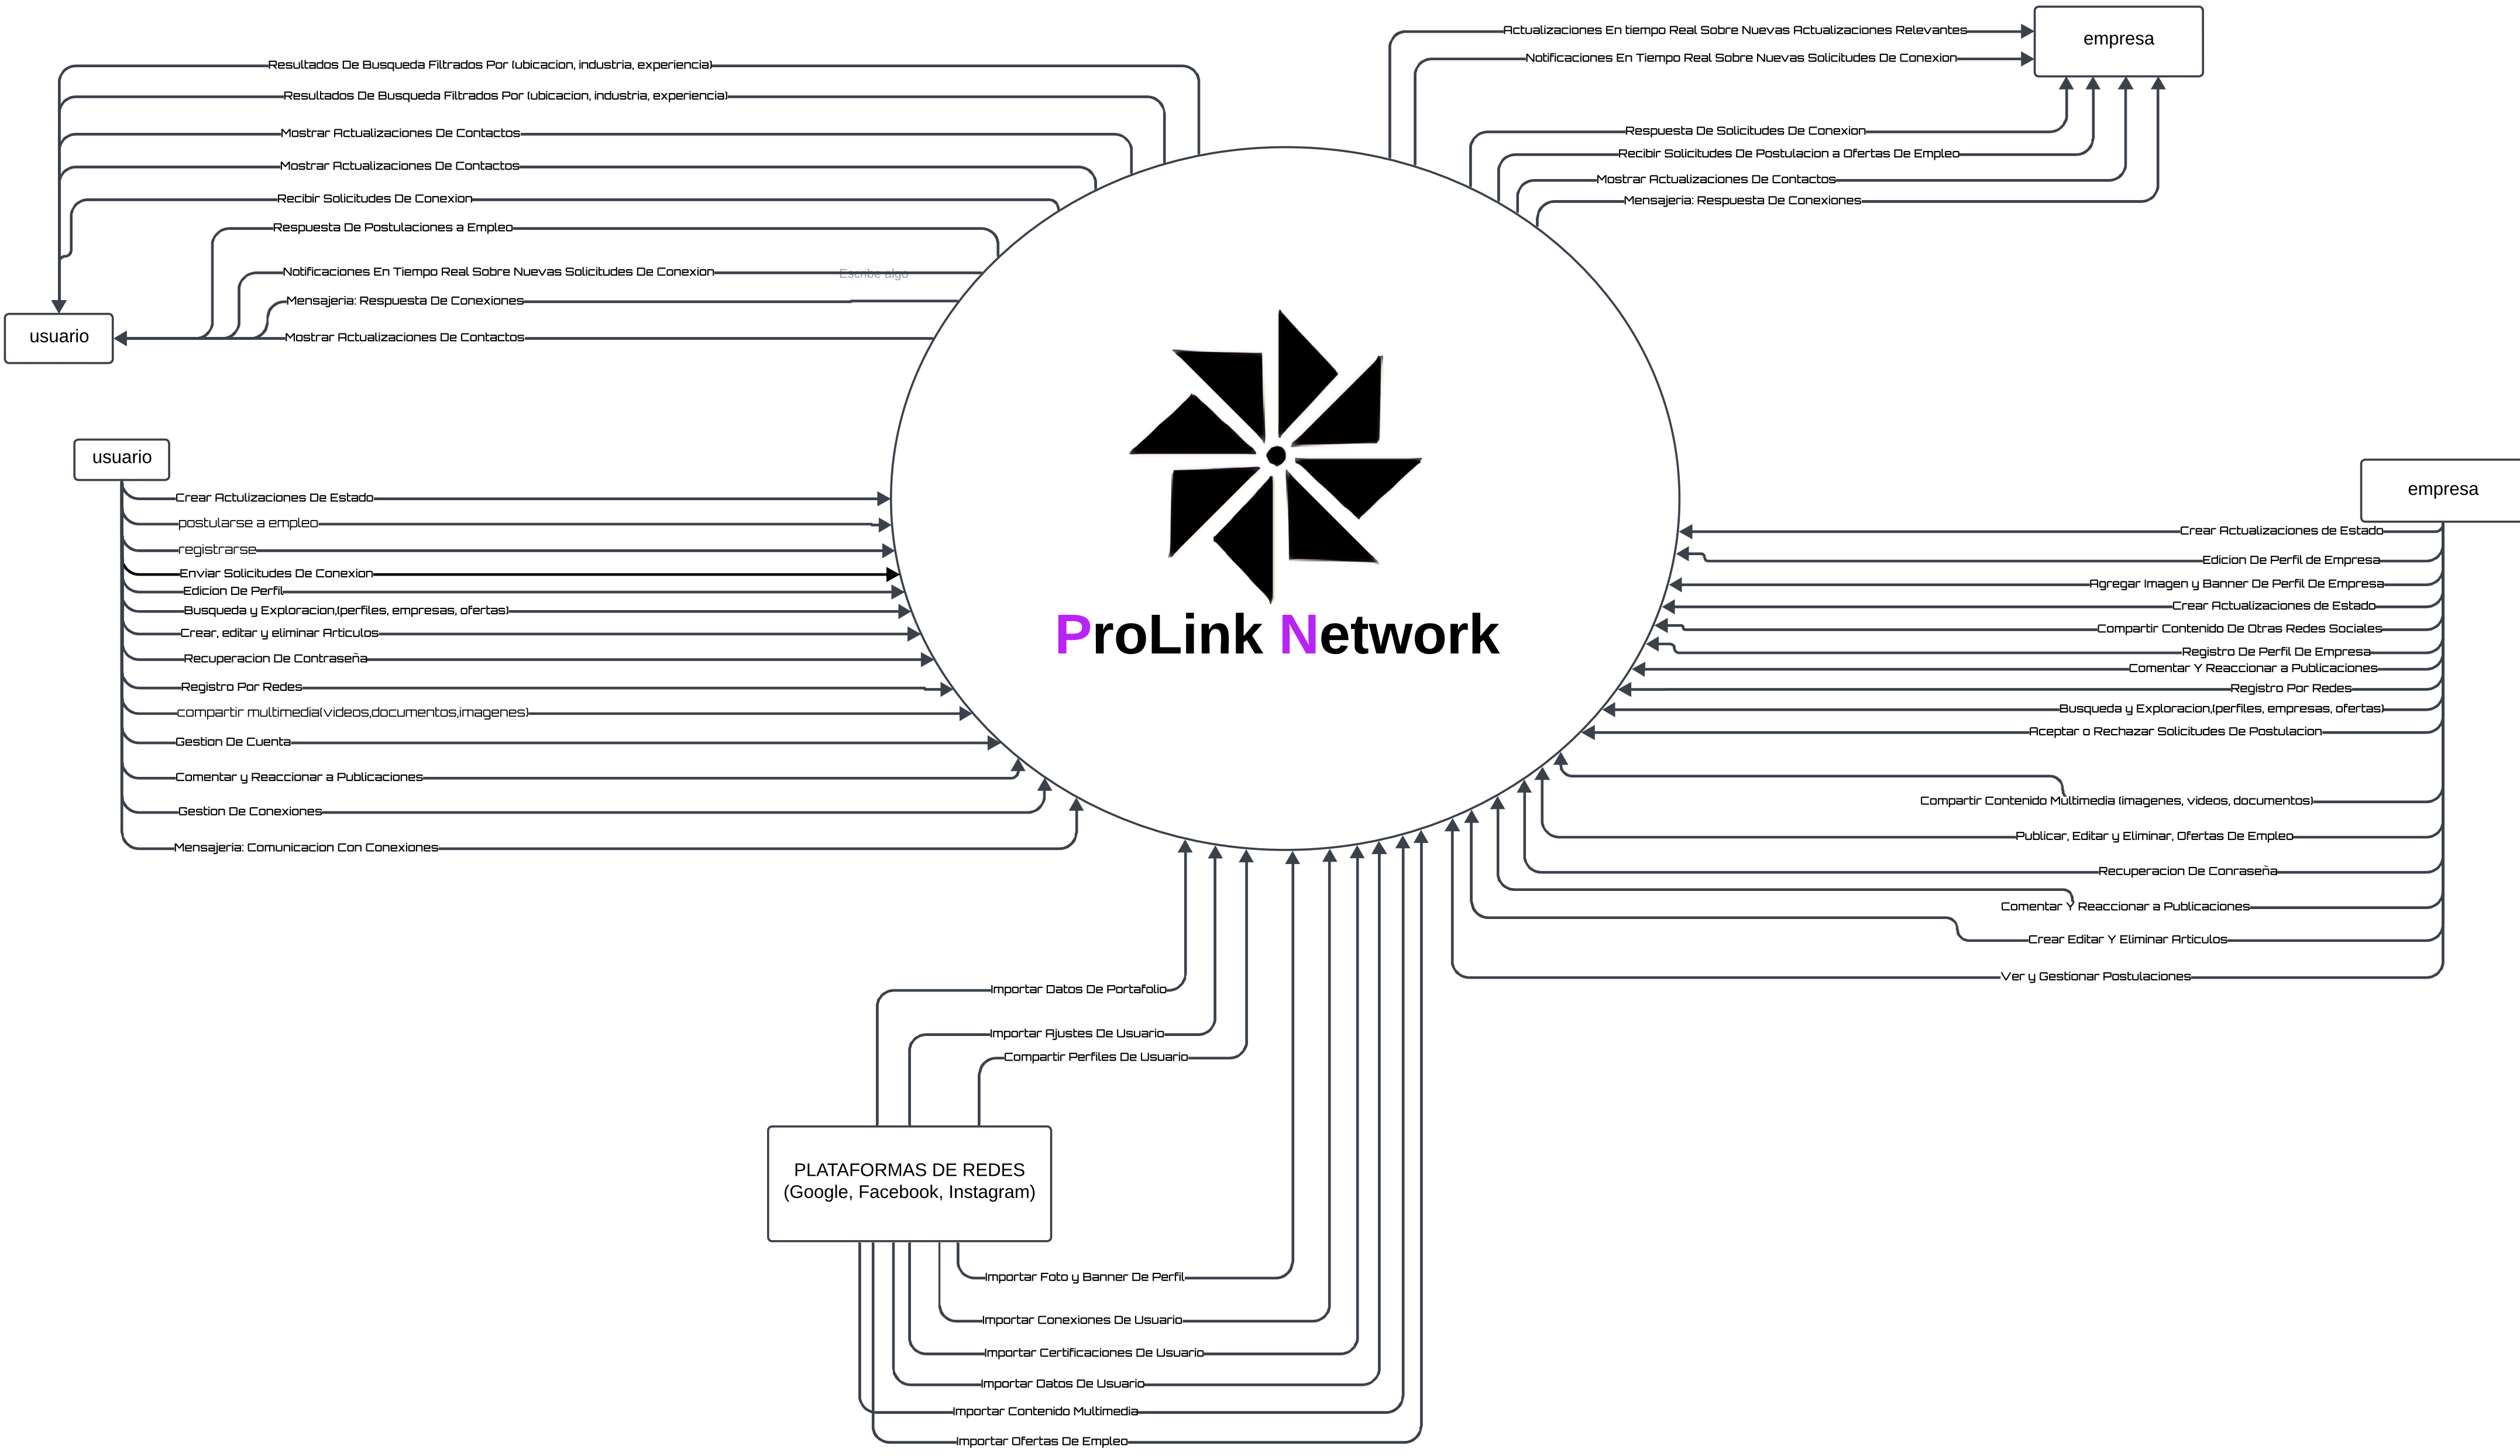 Actualizaciones En tiempo Real Sobre Nuevas Actualizaciones Relevantes
empresa
Notificaciones En Tiempo Real Sobre Nuevas Solicitudes De Conexion
Resultados De Busqueda Filtrados Por (ubicacion, industria, experiencia)
Resultados De Busqueda Filtrados Por (ubicacion, industria, experiencia)
Mostrar Actualizaciones De Contactos
Mostrar Actualizaciones De Contactos
Recibir Solicitudes De Conexion
Respuesta De Postulaciones a Empleo
Notificaciones En Tiempo Real Sobre Nuevas Solicitudes De Conexion
Escribe algo
Mensajeria: Respuesta De Conexiones
Mostrar Actualizaciones De Contactos
usuario
Respuesta De Solicitudes De Conexion
Recibir Solicitudes De Postulacion a Ofertas De Empleo
Mostrar Actualizaciones De Contactos
Mensajeria: Respuesta De Conexiones
usuario
Crear Actulizaciones De Estado
postularse a empleo
registrarse
Enviar Solicitudes De Conexion
Edicion De Perfil
Busqueda y Exploracion,(perfiles, empresas, ofertas)
Crear, editar y eliminar Articulos
Recuperacion De Contraseña
Registro Por Redes
compartir multimedia(videos,documentos,imagenes)
Gestion De Cuenta
Comentar y Reaccionar a Publicaciones
Gestion De Conexiones
Mensajeria: Comunicacion Con Conexiones
ProLink Network
empresa
Crear Actualizaciones de Estado
Edicion De Perfil de Empresa
Agregar Imagen y Banner De Perfil De Empresa
Crear Actualizaciones de Estado
Compartir Contenido De Otras Redes Sociales
Registro De Perfil De Empresa
Comentar Y Reaccionar a Publicaciones
Registro Por Redes
Busqueda y Exploracion,(perfiles, empresas, ofertas)
Aceptar o Rechazar Solicitudes De Postulacion
Compartir Contenido Multimedia (imagenes, videos, documentos)
Publicar, Editar y Eliminar, Ofertas De Empleo
Recuperacion De Conraseña
Comentar Y Reaccionar a Publicaciones
Crear Editar Y Eliminar Articulos
Ver y Gestionar Postulaciones
Importar Datos De Portafolio
Importar Ajustes De Usuario
Compartir Perfiles De Usuario
PLATAFORMAS DE REDES
(Google, Facebook, Instagram)
Importar Foto y Banner De Perfil
Importar Conexiones De Usuario
Importar Certificaciones De Usuario
Importar Datos De Usuario
Importar Contenido Multimedia
Importar Ofertas De Empleo